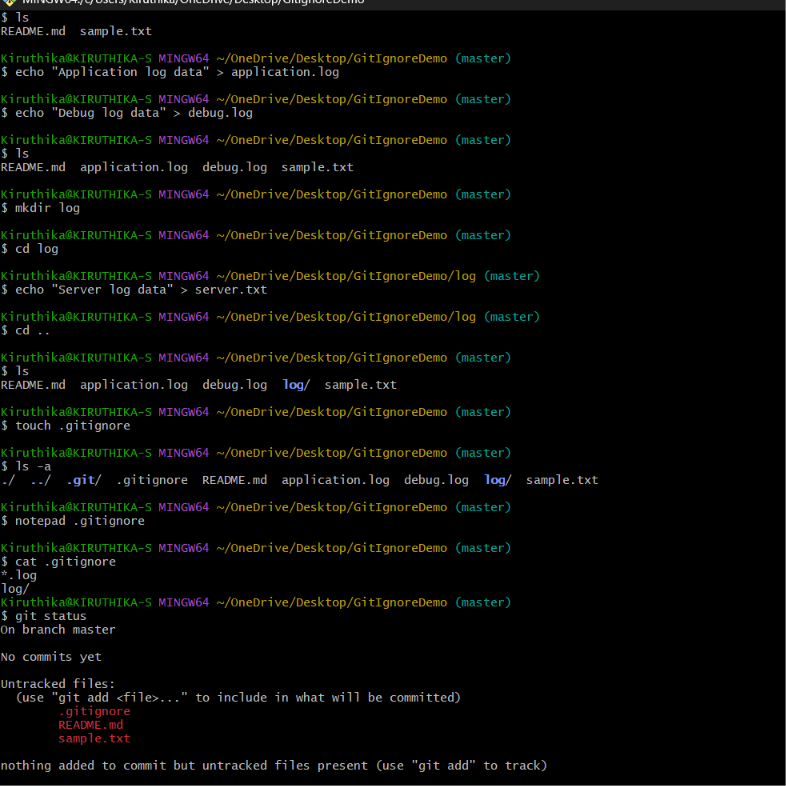 MINGW64:/c/Users/Kiruthika/OneDrive/Desktop/GitIgnoreDemo
$ ls
README.md  sample.txt
Kiruthika@KIRUTHIKA-S MINGW64 ~/OneDrive/Desktop/GitIgnoreDemo (master)
$ echo "Application log data" > application.log
Kiruthika@KIRUTHIKA-S MINGW64 ~/OneDrive/Desktop/GitIgnoreDemo (master)
$ echo "Debug log data" > debug.log
Kiruthika@KIRUTHIKA-S MINGW64 ~/OneDrive/Desktop/GitIgnoreDemo (master)
$ ls
README.md  application.log  debug.log  sample.txt
Kiruthika@KIRUTHIKA-S MINGW64 ~/OneDrive/Desktop/GitIgnoreDemo (master)
$ mkdir log
Kiruthika@KIRUTHIKA-S MINGW64 ~/OneDrive/Desktop/GitIgnoreDemo (master)
$ cd log
Kiruthika@KIRUTHIKA-S MINGW64 ~/OneDrive/Desktop/GitIgnoreDemo/log (master)
$ echo "Server log data" > server.txt
Kiruthika@KIRUTHIKA-S MINGW64 ~/OneDrive/Desktop/GitIgnoreDemo/log (master)
$ cd ..
Kiruthika@KIRUTHIKA-S MINGW64 ~/OneDrive/Desktop/GitIgnoreDemo (master)
$ ls
README.md  application.log  debug.log  log/  sample.txt
Kiruthika@KIRUTHIKA-S MINGW64 ~/OneDrive/Desktop/GitIgnoreDemo (master)
$ touch .gitignore
Kiruthika@KIRUTHIKA-S MINGW64 ~/OneDrive/Desktop/GitIgnoreDemo (master)
$ ls -a
./  ../  .git/  .gitignore  README.md  application.log  debug.log  log/  sample.txt
Kiruthika@KIRUTHIKA-S MINGW64 ~/OneDrive/Desktop/GitIgnoreDemo (master)
$ notepad .gitignore
Kiruthika@KIRUTHIKA-S MINGW64 ~/OneDrive/Desktop/GitIgnoreDemo (master)
$ cat .gitignore
*.log
log/
Kiruthika@KIRUTHIKA-S MINGW64 ~/OneDrive/Desktop/GitIgnoreDemo (master)
$ git status
On branch master
No commits yet
Untracked files:
  (use "git add <file>..." to include in what will be committed)
        .gitignore
        README.md
        sample.txt
nothing added to commit but untracked files present (use "git add" to track)